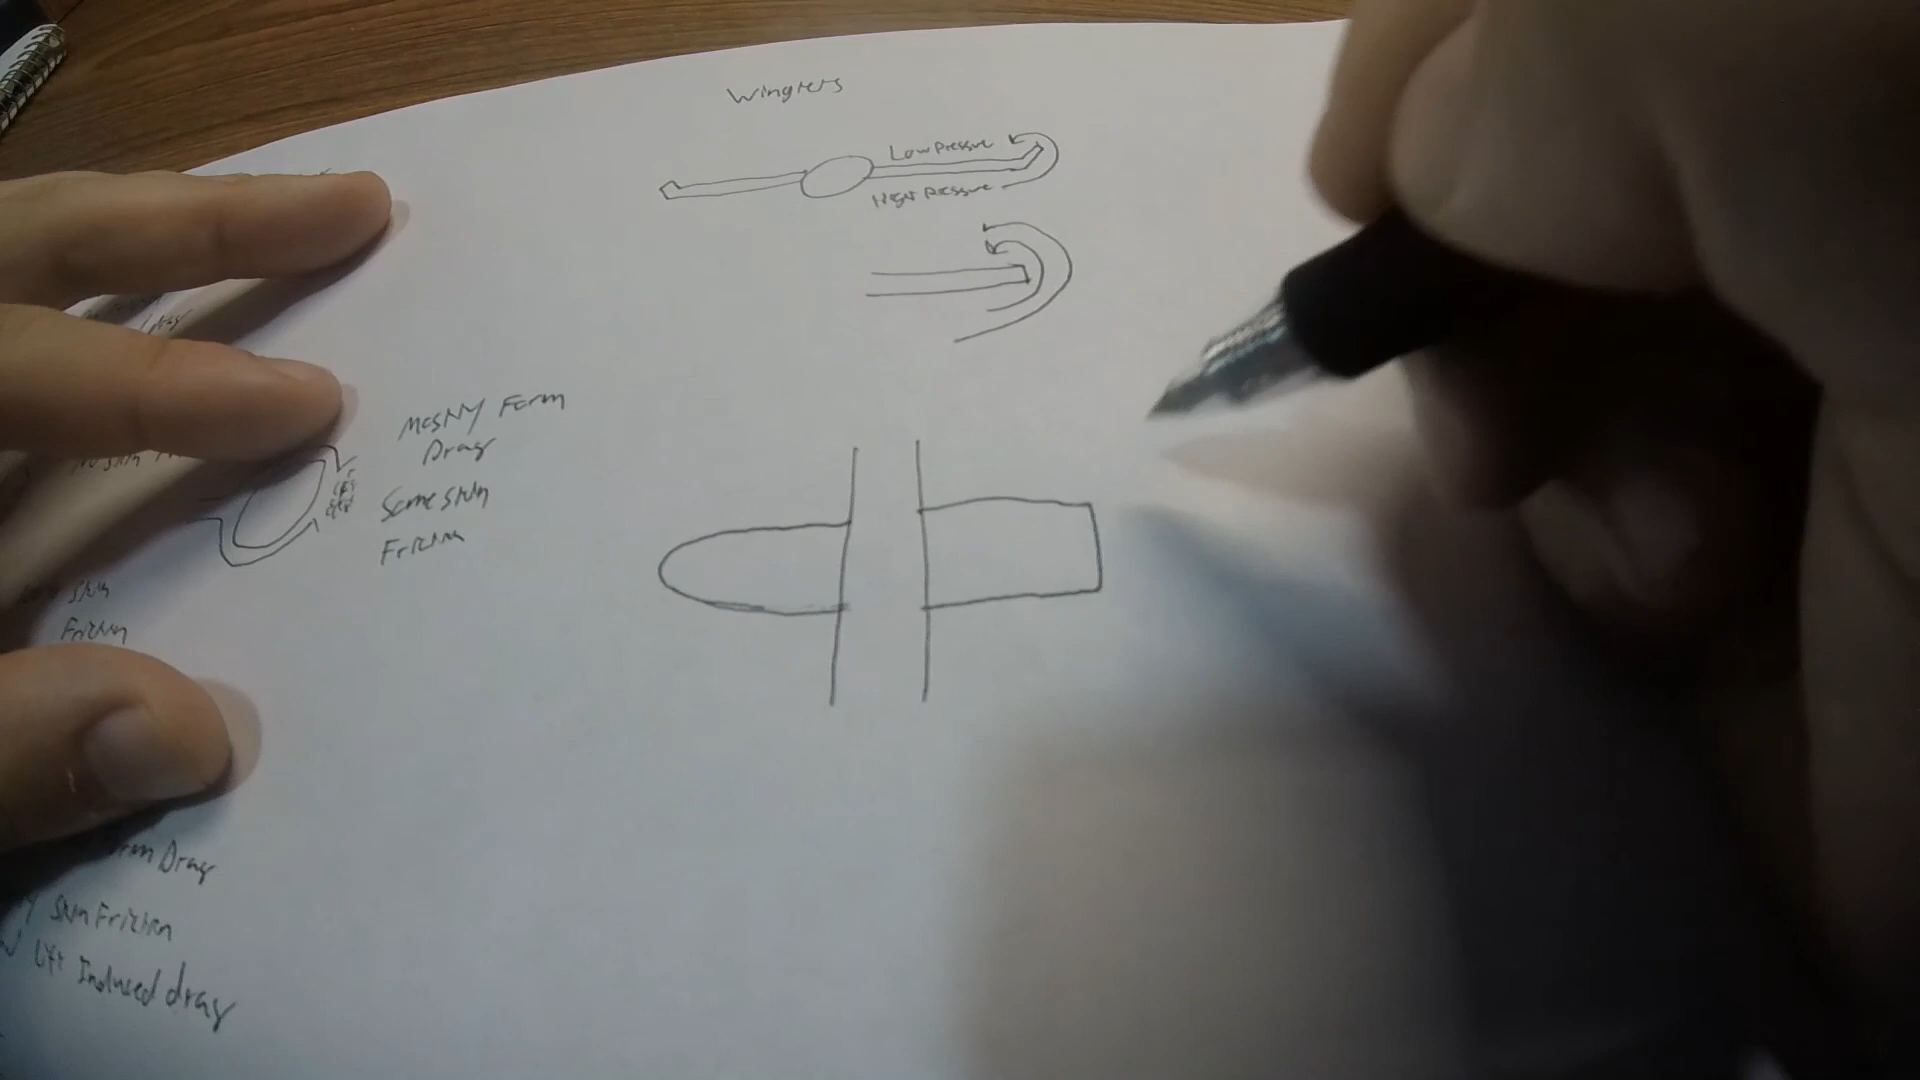 Winglets
Low Pressure
High Pressure
Mostly Form
Drag
Some Skin
Friction
drag
Skin
Friction
Drag
Skin Friction
Lift Induced drag